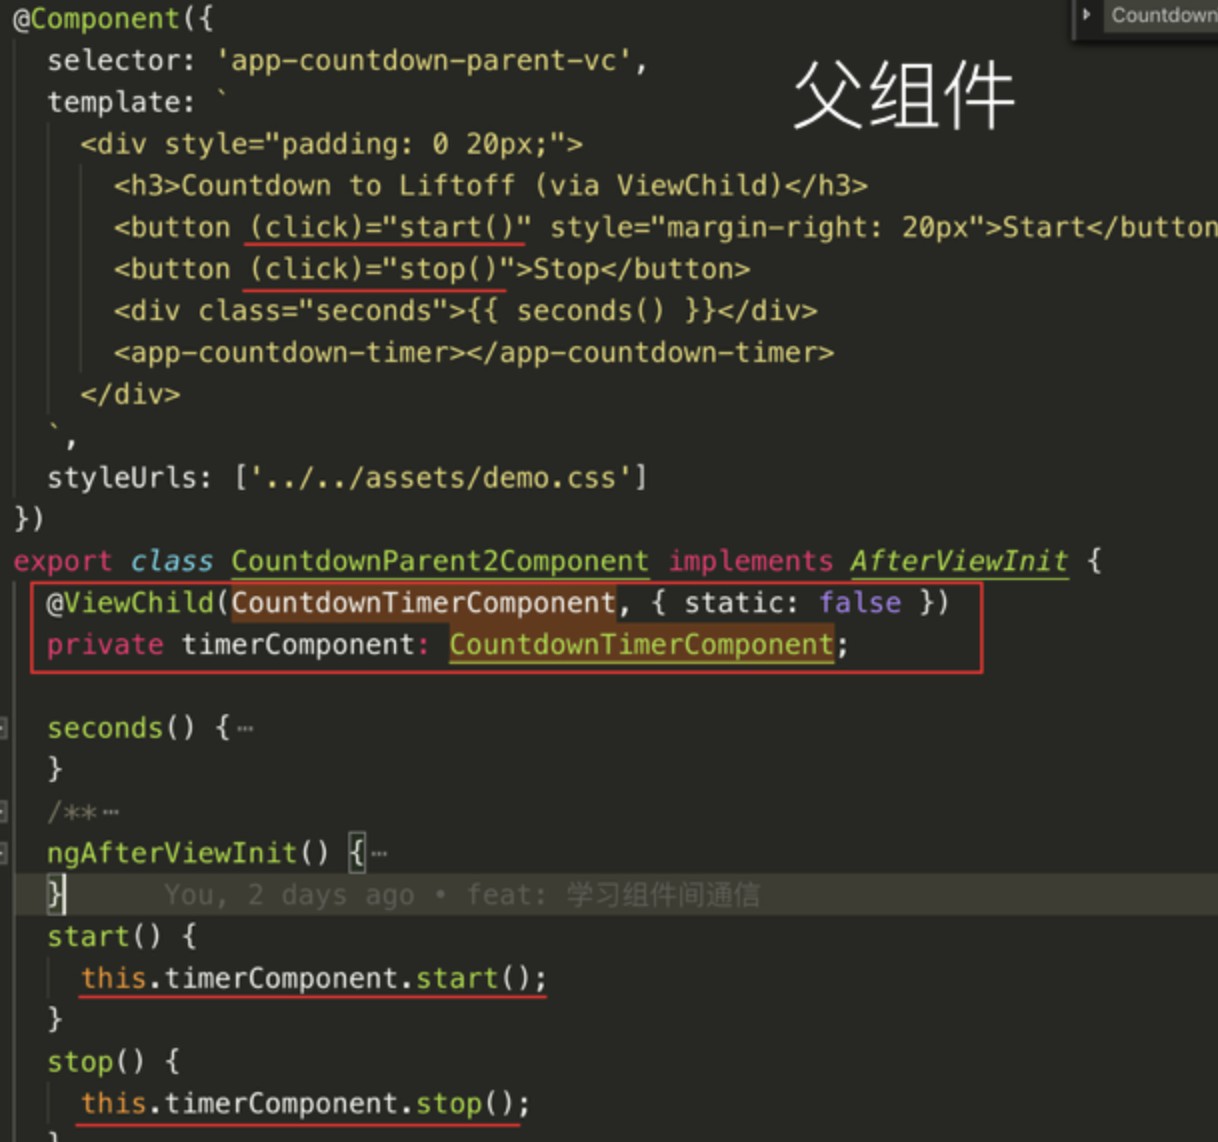 @Component({
Countdown
selector: 'app-countdown-parent-vc',
父组件
template: `
<div style="padding: 0 20px;">
<h3>Countdown to Liftoff (via ViewChild)</h3>
<button (click)="start()" style="margin-right: 20px">Start</button
<button (click)="stop()">Stop</button>
<div class="seconds">{{ seconds() }}</div>
<app-countdown-timer></app-countdown-timer>
</div>
`,
styleUrls: ['../../assets/demo.css']
})
export class CountdownParent2Component implements AfterViewInit {
@ViewChild(CountdownTimerComponent, { static: false })
private timerComponent: CountdownTimerComponent;
seconds() {…
}
/**…
ngAfterViewInit() {…
} You, 2 days ago • feat: 学习组件间通信
start() {
this.timerComponent.start();
}
stop() {
this.timerComponent.stop();
}